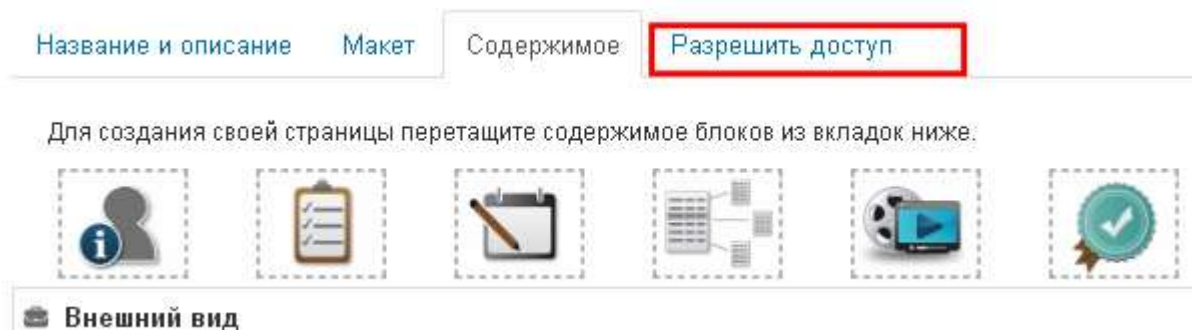 Название и описание Макет Содержимое Разрешить доступ
Для создания своей страницы перетащите содержимое блоков из вкладок ниже.
Внешний вид